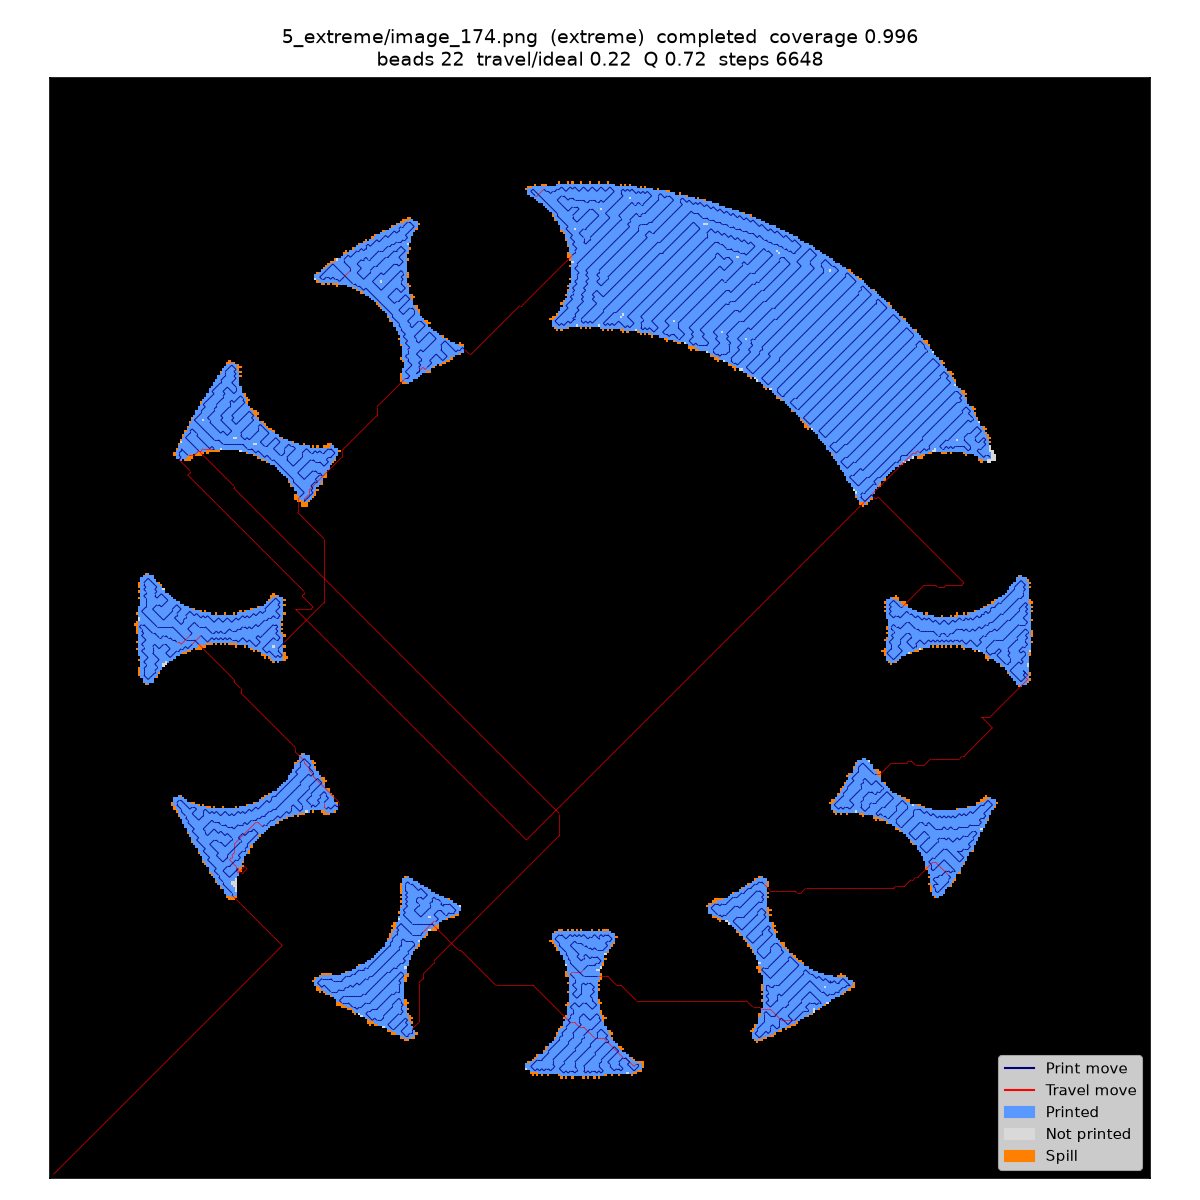 5_extreme/image_174.png  (extreme)  completed  coverage 0.996
beads 22  travel/ideal 0.22  Q 0.72  steps 6648
Print move
Travel move
Printed
Not printed
Spill